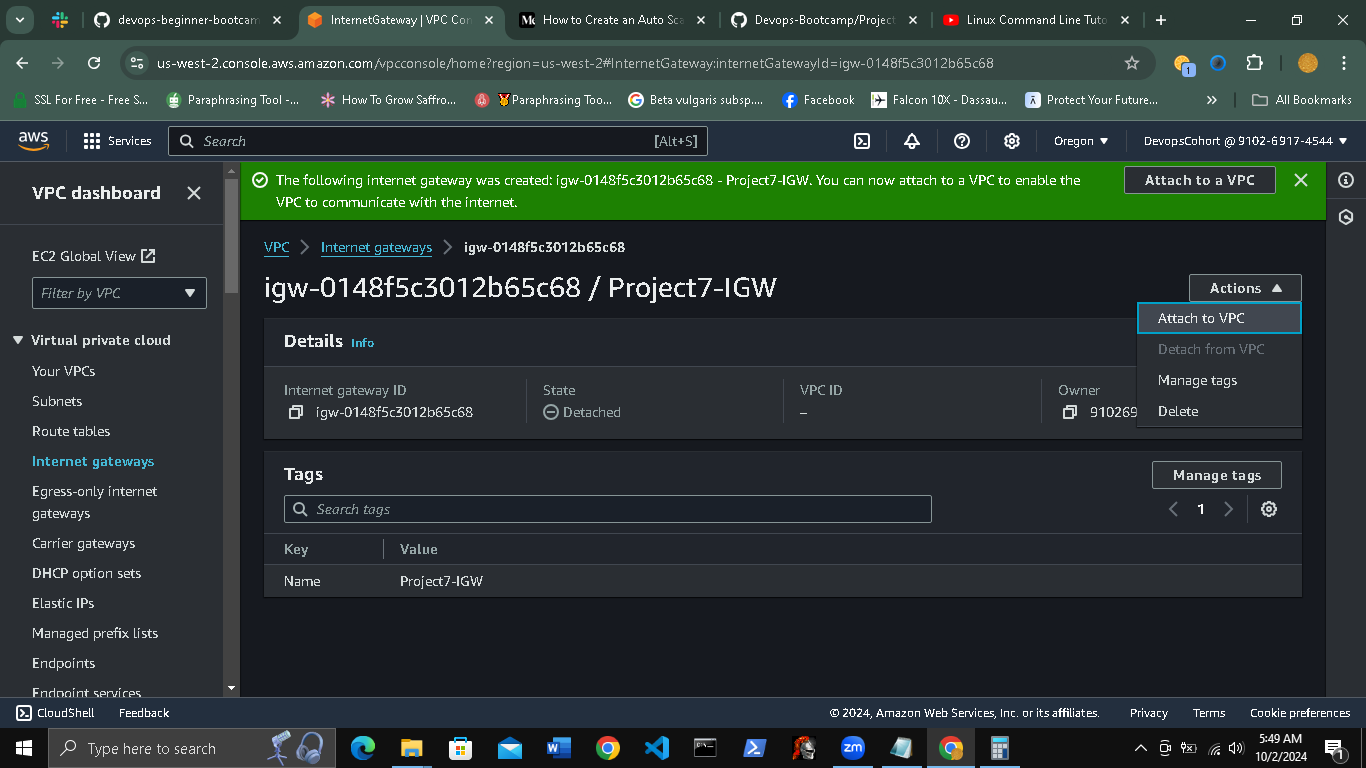 devops-beginner-bootcam
InternetGateway | VPC Con
How to Create an Auto Sca
Devops-Bootcamp/Project
Linux Command Line Tuto
us-west-2.console.aws.amazon.com/vpcconsole/home?region=us-west-2#InternetGateway:internetGatewayId=igw-0148f5c3012b65c68
1
SSL For Free - Free S...
Paraphrasing Tool -...
How To Grow Saffro...
Paraphrasing Too...
Beta vulgaris subsp....
Facebook
Falcon 10X - Dassau...
Protect Your Future...
All Bookmarks
aws
Services
Search
[Alt+S]
Oregon
DevopsCohort @ 9102-6917-4544
VPC dashboard
EC2 Global View
Filter by VPC
Virtual private cloud
Your VPCs
Subnets
Route tables
Internet gateways
Egress-only internet
gateways
Carrier gateways
DHCP option sets
Elastic IPs
Managed prefix lists
Endpoints
Endpoint services
The following internet gateway was created: igw-0148f5c3012b65c68 - Project7-IGW. You can now attach to a VPC to enable the
VPC to communicate with the internet.
Attach to a VPC
VPC
Internet gateways
igw-0148f5c3012b65c68
igw-0148f5c3012b65c68 / Project7-IGW
Actions
Attach to VPC
Detach from VPC
Manage tags
Delete
Details
Info
Internet gateway ID
igw-0148f5c3012b65c68
State
Detached
VPC ID
–
Owner
910269
Tags
Manage tags
Search tags
1
Key
Value
Name
Project7-IGW
CloudShell
Feedback
© 2024, Amazon Web Services, Inc. or its affiliates.
Privacy
Terms
Cookie preferences
Type here to search
zm
5:49 AM
10/2/2024
1